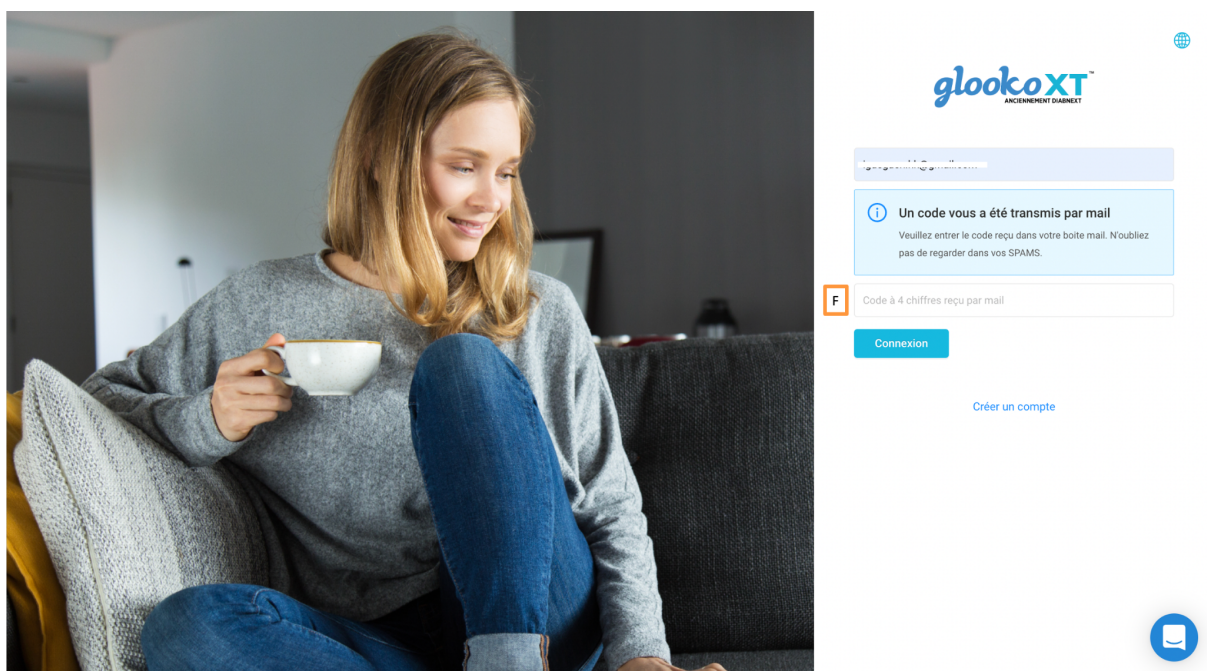 glooko XT™
ANCIENNEMENT DIABNEXT
Un code vous a été transmis par mail
Veuillez entrer le code reçu dans votre boite mail. N'oubliez
pas de regarder dans vos SPAMS.
F
Code à 4 chiffres reçu par mail
Connexion
Créer un compte